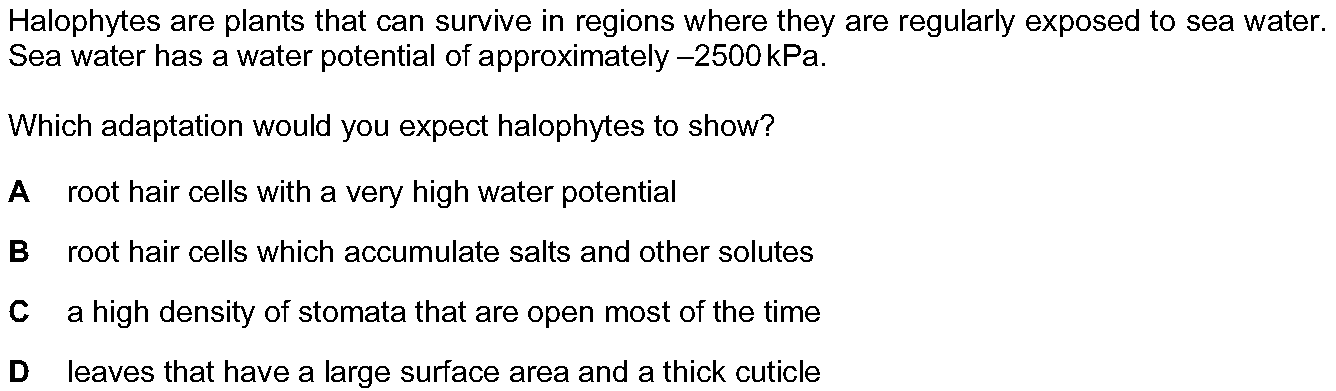 Halophytes are plants that can survive in regions where they are regularly exposed to sea water.
Sea water has a water potential of approximately –2500 kPa.
Which adaptation would you expect halophytes to show?
A root hair cells with a very high water potential
B root hair cells which accumulate salts and other solutes
C a high density of stomata that are open most of the time
D leaves that have a large surface area and a thick cuticle